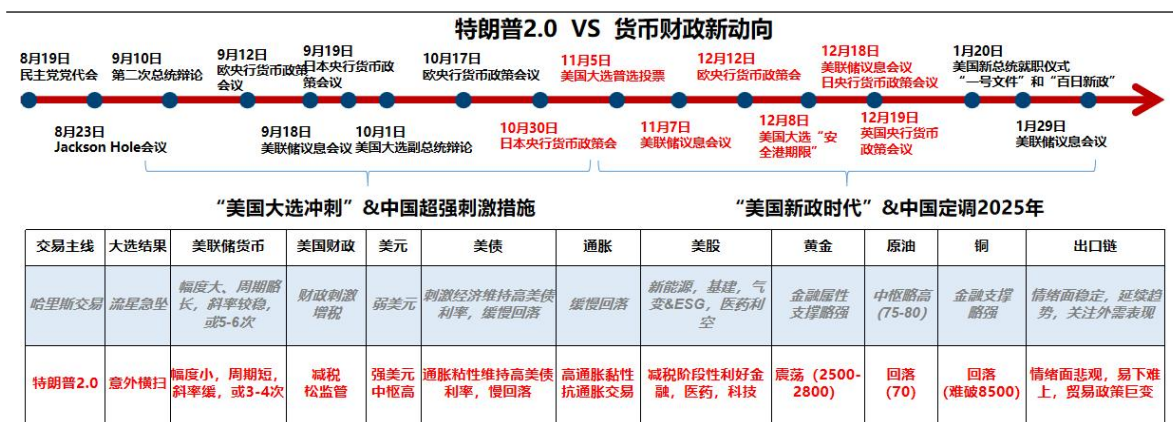 特朗普2.0 VS 货币财政新动向
8月19日
民主党党代会
9月10日
第二次总统辩论
9月12日
欧央行货币政策
会议
9月19日
日本央行货币政
策会议
10月17日
欧央行货币政策会议
11月5日
美国大选普选投票
12月12日
欧央行货币政策会
12月18日
美联储议息会议
日央行货币政策会议
1月20日
美国新总统就职仪式
“一号文件”和“百日新政”
8月23日
Jackson Hole会议
9月18日
美联储议息会议
10月1日
美国大选副总统辩论
10月30日
日本央行货币政策会
11月7日
美联储议息会议
12月8日
美国大选“安
全港期限”
12月19日
英国央行货币
政策会议
1月29日
美联储议息会议
“美国大选冲刺”&中国超强刺激措施
“美国新政时代”&中国定调2025年
交易主线 大选结果 美联储货币 美国财政 美元 美债 通胀 美股 黄金 原油 铜 出口链
哈里斯交易
流星急坠
幅度大、周期略
长，斜率较稳，
或5-6次
财政刺激
增税
弱美元
刺激经济维持高美债
利率，缓慢回落
缓慢回落
新能源，基建，气
变&ESG，医药利
空
金融属性
支撑略强
中枢略高
(75-80)
金融支撑
略强
情绪面稳定，延续趋
势，关注外需表现
特朗普2.0
意外横扫
幅度小，周期短，
斜率缓，或3-4次
减税
松监管
强美元
中枢高
通胀粘性维持高美债
利率，慢回落
高通胀黏性
抗通胀交易
减税阶段性利好金
融，医药，科技
震荡（2500-
2800）
回落
(70)
回落
(难破8500)
情绪面悲观，易下难
上，贸易政策巨变